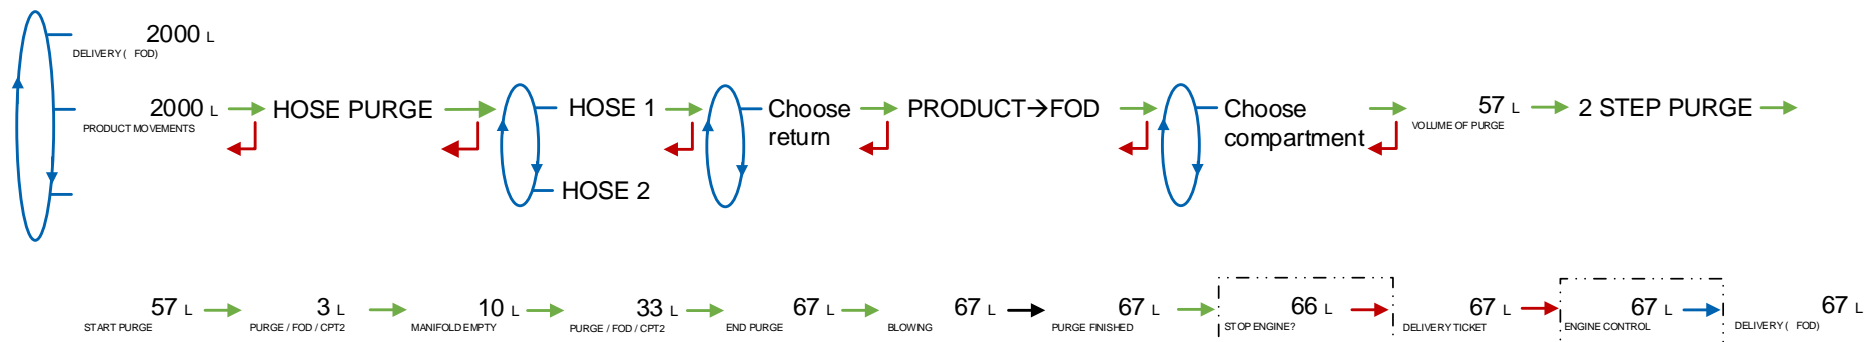 2000 L
DELIVERY ( FOD)
2000 L
PRODUCT MOVEMENTS
HOSE PURGE
HOSE 1
HOSE 2
Choose
return
PRODUCT→FOD
Choose
compartment
57 L
VOLUME OF PURGE
2 STEP PURGE
57 L
START PURGE
3 L
PURGE / FOD / CPT2
10 L
MANIFOLD EMPTY
33 L
PURGE / FOD / CPT2
67 L
END PURGE
67 L
BLOWING
67 L
PURGE FINISHED
66 L
STOP ENGINE?
67 L
DELIVERY TICKET
67 L
ENGINE CONTROL
67 L
DELIVERY ( FOD)